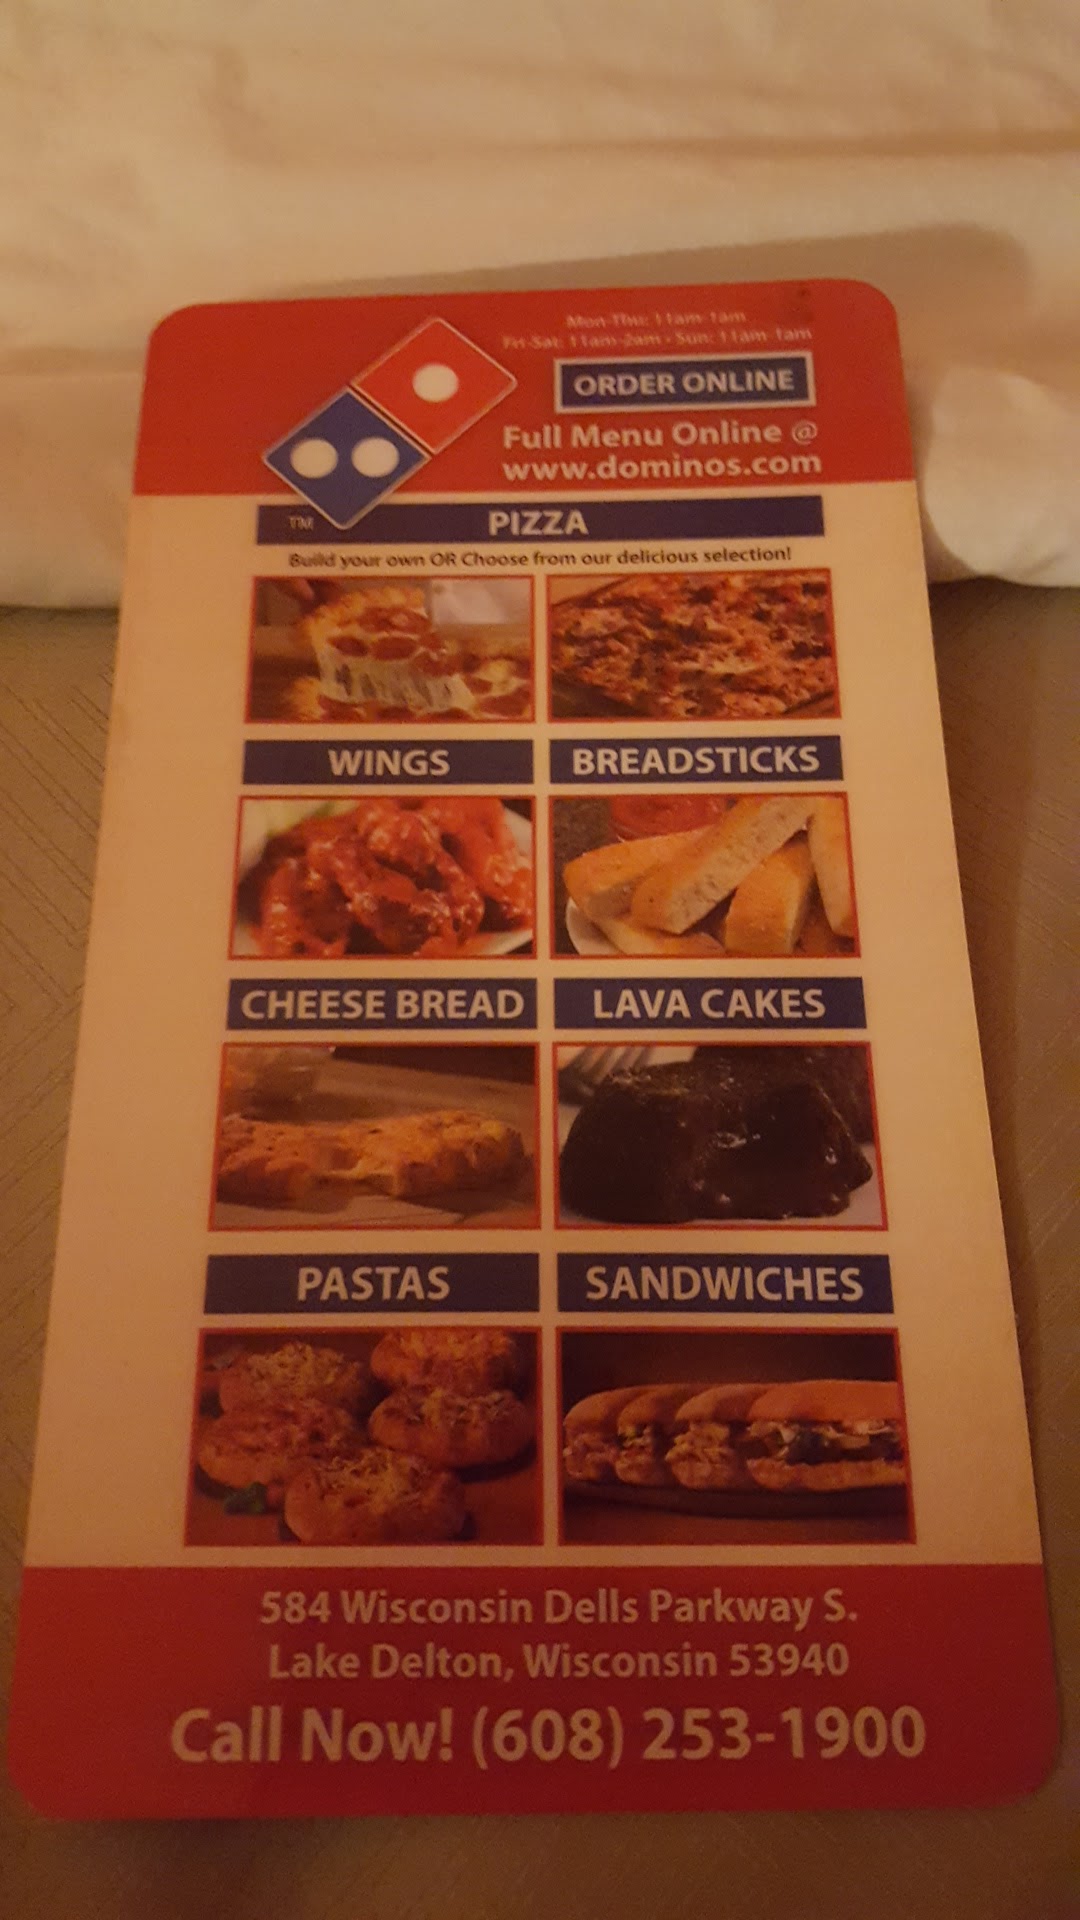 Mon-Thu: 11am-1am
Fri-Sat: 11am-2am • Sun: 11am-1am
ORDER ONLINE
Full Menu Online @
www.dominos.com
TM
PIZZA
Build your own OR Choose from our delicious selection!
WINGS
BREADSTICKS
CHEESE BREAD
LAVA CAKES
PASTAS
SANDWICHES
584 Wisconsin Dells Parkway S.
Lake Delton, Wisconsin 53940
Call Now! (608) 253-1900